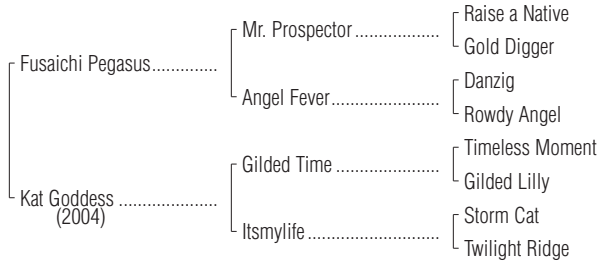 Raise a Native
Mr. Prospector ..................
Gold Digger
Fusaichi Pegasus..............
Danzig
Angel Fever.......................
Rowdy Angel
Timeless Moment
Gilded Time ......................
Gilded Lilly
Kat Goddess .....................
(2004)
Storm Cat
Itsmylife............................
Twilight Ridge